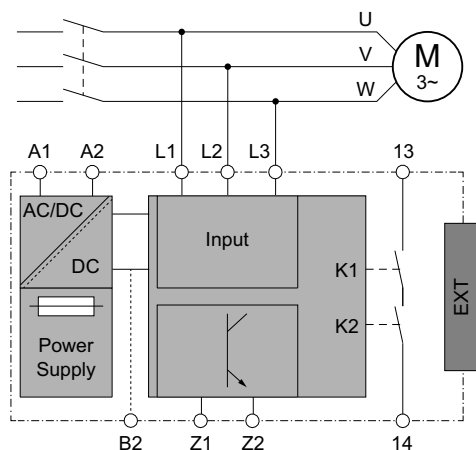 U
V
W
M
3~
A1 A2 L1 L2 L3 13
AC/DC
DC
Input
K1
K2
EXT
Power
Supply
B2 Z1 Z2 14